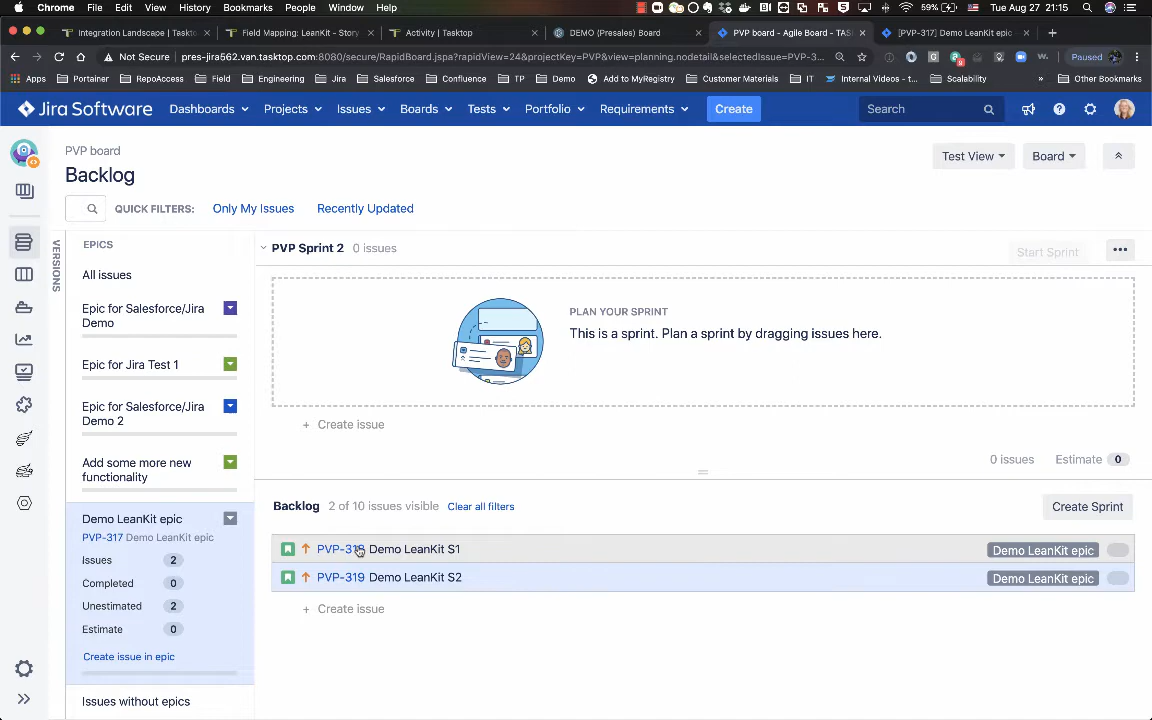 Chrome File Edit View History Bookmarks People Window Help 59% Tue Aug 27 21:15
Integration Landscape | Taskto
Field Mapping: LeanKit - Story
Activity | Tasktop
DEMO (Presales) Board
PVP board - Agile Board - TAS
[PVP-317] Demo LeanKit epic -
Not Secure pres-jira562.van.tasktop.com:8080/secure/RapidBoard.jspa?rapidView=24&projectKey=PVP&view=planning.nodetail&selectedIssue=PVP-3... Paused
Apps Portainer RepoAccess Field Engineering Jira Salesforce Confluence TP Demo Add to MyRegistry Customer Materials IT Internal Videos - t... Scalability » Other Bookmarks
Jira Software Dashboards Projects Issues Boards Tests Portfolio Requirements Create Search
PVP board
Backlog
Test View Board
QUICK FILTERS: Only My Issues Recently Updated
VERSIONS
EPICS
All issues
Epic for Salesforce/Jira
Demo
Epic for Jira Test 1
Epic for Salesforce/Jira
Demo 2
Add some more new
functionality
Demo LeanKit epic
PVP-317 Demo LeanKit epic
Issues 2
Completed 0
Unestimated 2
Estimate 0
Create issue in epic
Issues without epics
PVP Sprint 2 0 issues
Start Sprint •••
PLAN YOUR SPRINT
This is a sprint. Plan a sprint by dragging issues here.
+ Create issue
0 issues Estimate 0
Backlog 2 of 10 issues visible Clear all filters Create Sprint
Demo LeanKit S1 Demo LeanKit epic
PVP-319 Demo LeanKit S2 Demo LeanKit epic
+ Create issue